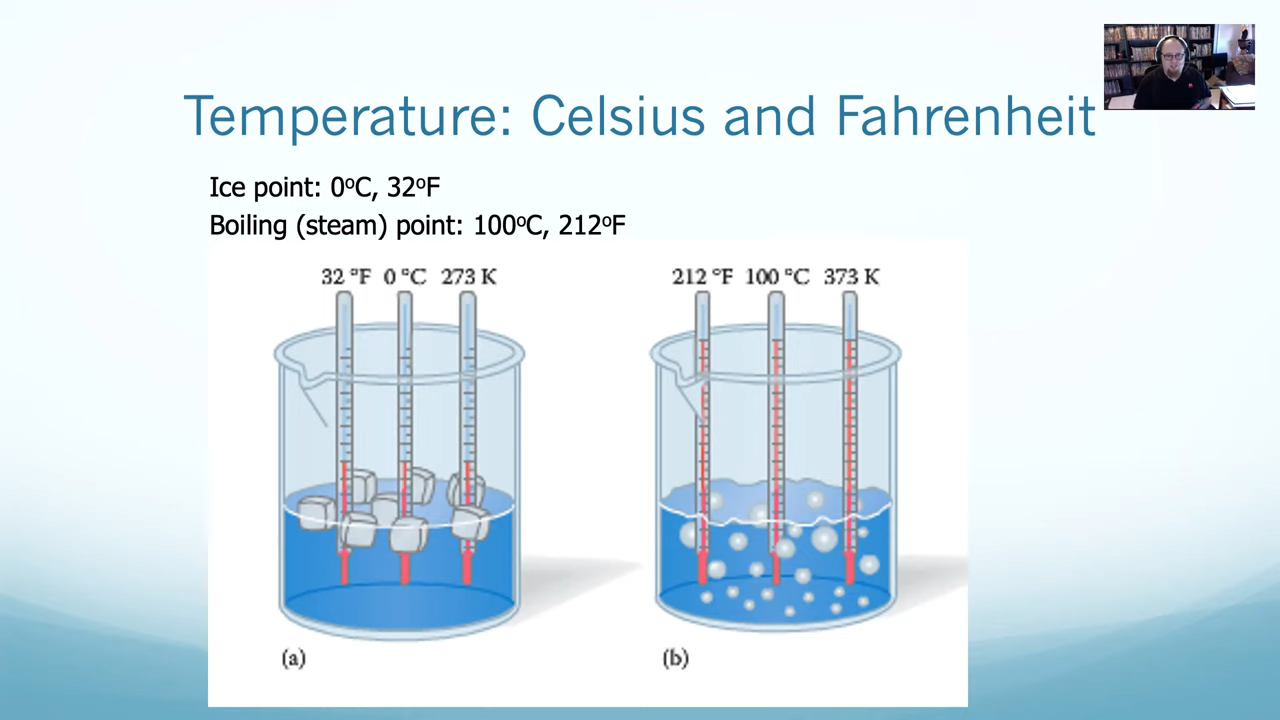 Temperature: Celsius and Fahrenheit
Ice point: 0ºC, 32ºF
Boiling (steam) point: 100ºC, 212ºF
32 °F 0 °C 273 K
212 °F 100 °C 373 K
(a)
(b)